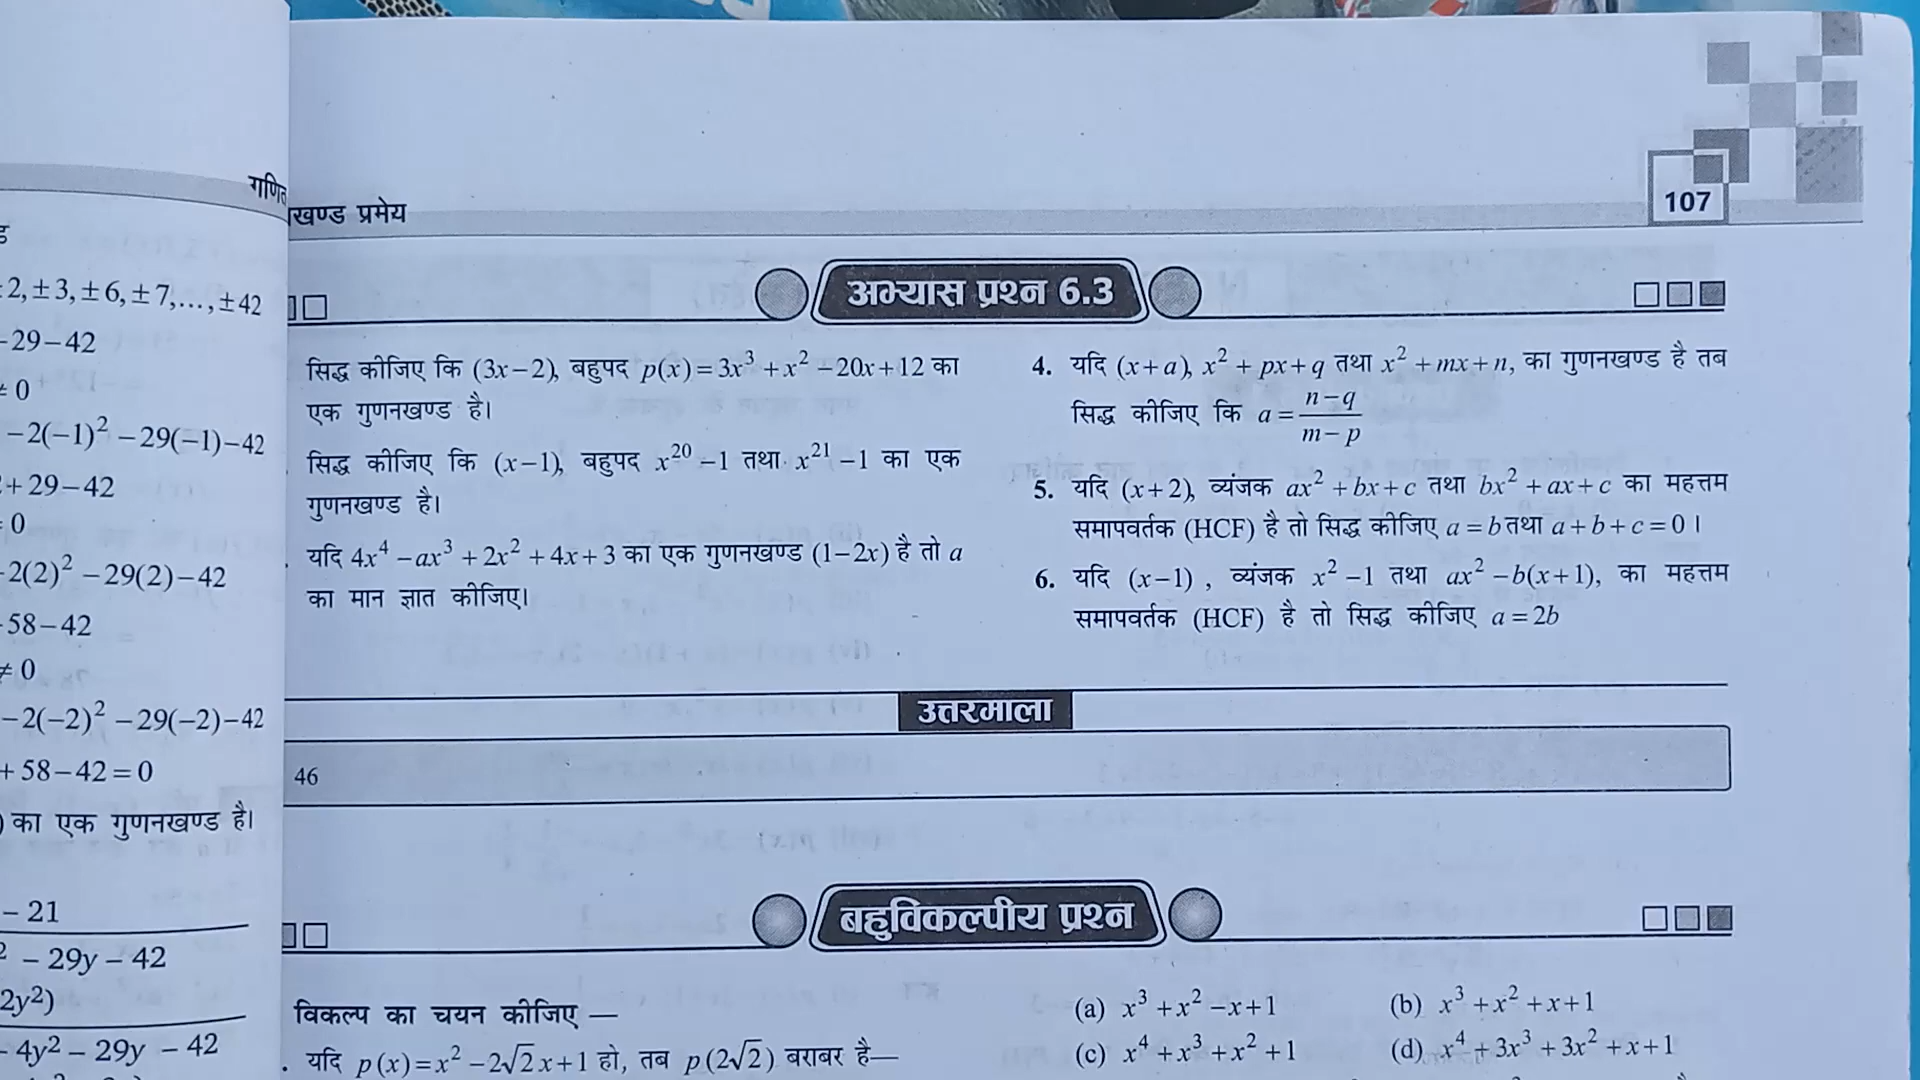 ± 3, ± 6, ± 7,..., ± 42
- 29 - 42
≠ 0
- 2(-1)² - 29(-1) - 42
+ 29 - 42
= 0
2(2)² - 29(2) - 42
58 - 42
≠ 0
- 2(-2)² - 29(-2) - 42
+ 58 - 42 = 0
का एक गुणनखण्ड है।
- 21
- 29y - 42
2y²)
- 4y² - 29y - 42
खण्ड प्रमेय
107
अभ्यास प्रश्न 6.3
सिद्ध कीजिए कि (3x-2), बहुपद p(x) = 3x³ + x² - 20x + 12 का
एक गुणनखण्ड है।
सिद्ध कीजिए कि (x-1), बहुपद x²⁰ - 1 तथा x²¹ - 1 का एक
गुणनखण्ड है।
यदि 4x⁴ - ax³ + 2x² + 4x + 3 का एक गुणनखण्ड (1-2x) है तो a
का मान ज्ञात कीजिए।
4. यदि (x+a), x² + px + q तथा x² + mx + n, का गुणनखण्ड है तब
सिद्ध कीजिए कि a = (n-q)/(m-p)
5. यदि (x+2), व्यंजक ax² + bx + c तथा bx² + ax + c का महत्तम
समापवर्तक (HCF) है तो सिद्ध कीजिए a = b तथा a + b + c = 0।
6. यदि (x-1), व्यंजक x² - 1 तथा ax² - b(x+1), का महत्तम
समापवर्तक (HCF) है तो सिद्ध कीजिए a = 2b
उत्तरमाला
46
बहुविकल्पीय प्रश्न
विकल्प का चयन कीजिए —
यदि p(x) = x² - 2√2x + 1 हो, तब p(2√2) बराबर है—
(a) x³ + x² - x + 1 (b) x³ + x² + x + 1
(c) x⁴ + x³ + x² + 1 (d) x⁴ + 3x³ + 3x² + x + 1